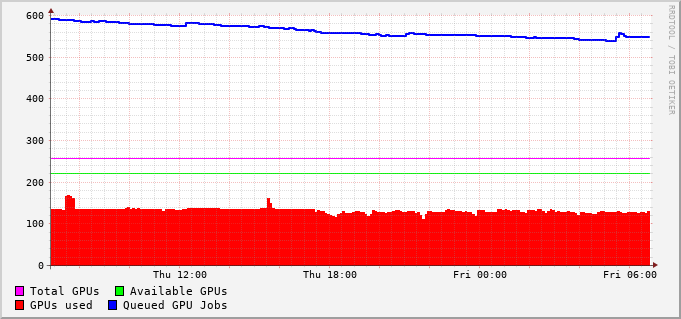 600
500
400
300
200
100
0
Thu 12:00 Thu 18:00 Fri 00:00 Fri 06:00
Total GPUs Available GPUs
GPUs used Queued GPU Jobs
RRDTOOL / TOBI OETIKER